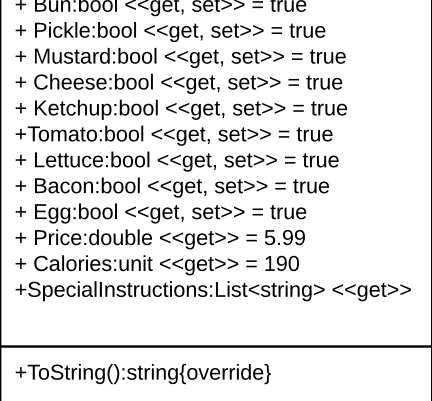 + Bun:bool <<get, set>> = true
+ Pickle:bool <<get, set>> = true
+ Mustard:bool <<get, set>> = true
+ Cheese:bool <<get, set>> = true
+ Ketchup:bool <<get, set>> = true
+Tomato:bool <<get, set>> = true
+ Lettuce:bool <<get, set>> = true
+ Bacon:bool <<get, set>> = true
+ Egg:bool <<get, set>> = true
+ Price:double <<get>> = 5.99
+ Calories:unit <<get>> = 190
+SpecialInstructions:List<string> <<get>>
+ToString():string{override}